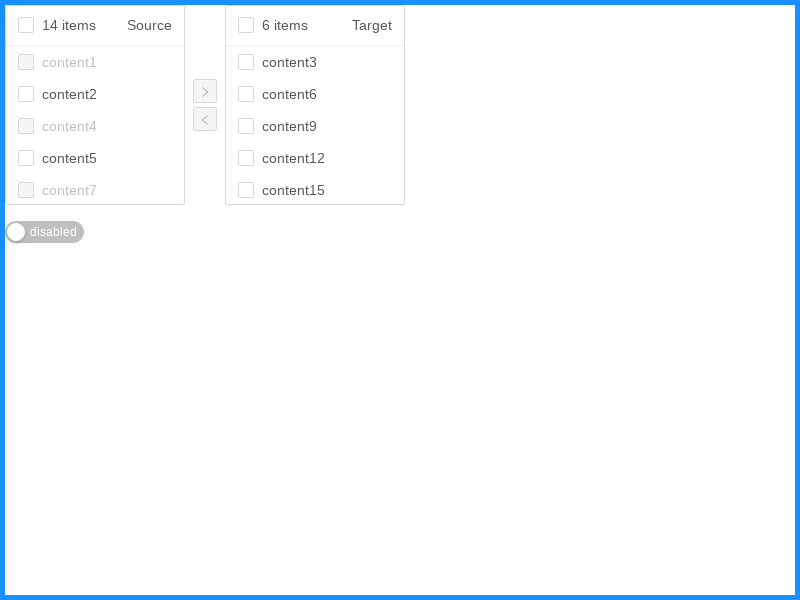 14 items Source
content1
content2
content4
content5
content7
6 items Target
content3
content6
content9
content12
content15
disabled